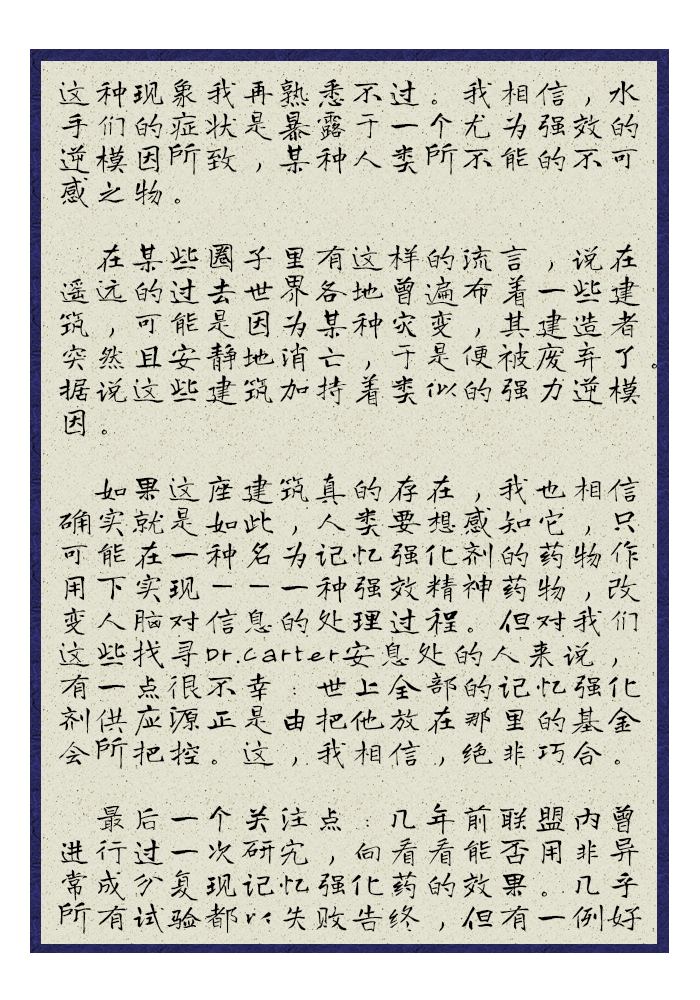 这种现象我再熟悉不过。我相信，水
手们的症状是暴露于一个尤为强效的
逆模因所致，某种人类所不能的不可
感之物。
在某些圈子里有这样的流言，说在
遥远的过去世界各地曾遍布着一些建
筑，可能是因为某种灾变，其建造者
突然且安静地消亡，于是便被废弃了。
据说这些建筑加持着类似的强力逆模
因。
如果这座建筑真的存在，我也相信
确实就是如此，人类要想感知它，只
可能在一种名为记忆强化剂的药物作
用下实现——一种强效精神药物，改
变人脑对信息的处理过程。但对我们
这些找寻Dr.Carter安息处的人来说，
有一点很不幸：世上全部的记忆强化
剂供应源正是由把他放在那里的基金
会所把控。这，我相信，绝非巧合。
最后一个关注点：几年前联盟内曾
进行过一次研究，向看看能否用非异
常成分复现记忆强化药的效果。几乎
所有试验都以失败告终，但有一例好